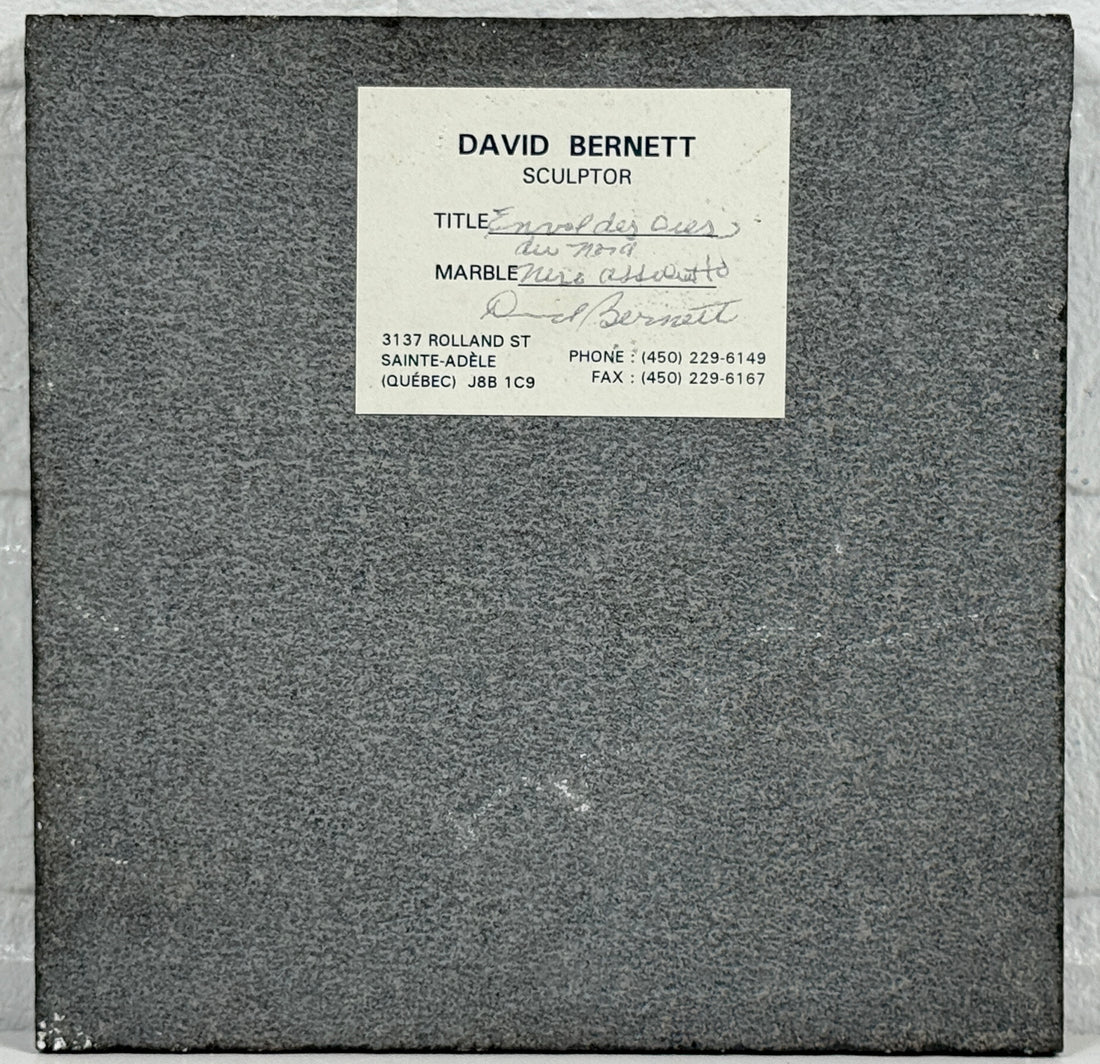 DAVID BERNETT
SCULPTOR
TITLE Envol des oies
du nord
MARBLE Nero assoluto
David Bernett
3137 ROLLAND ST
SAINTE-ADÈLE
(QUÉBEC) J8B 1C9
PHONE : (450) 229-6149
FAX : (450) 229-6167